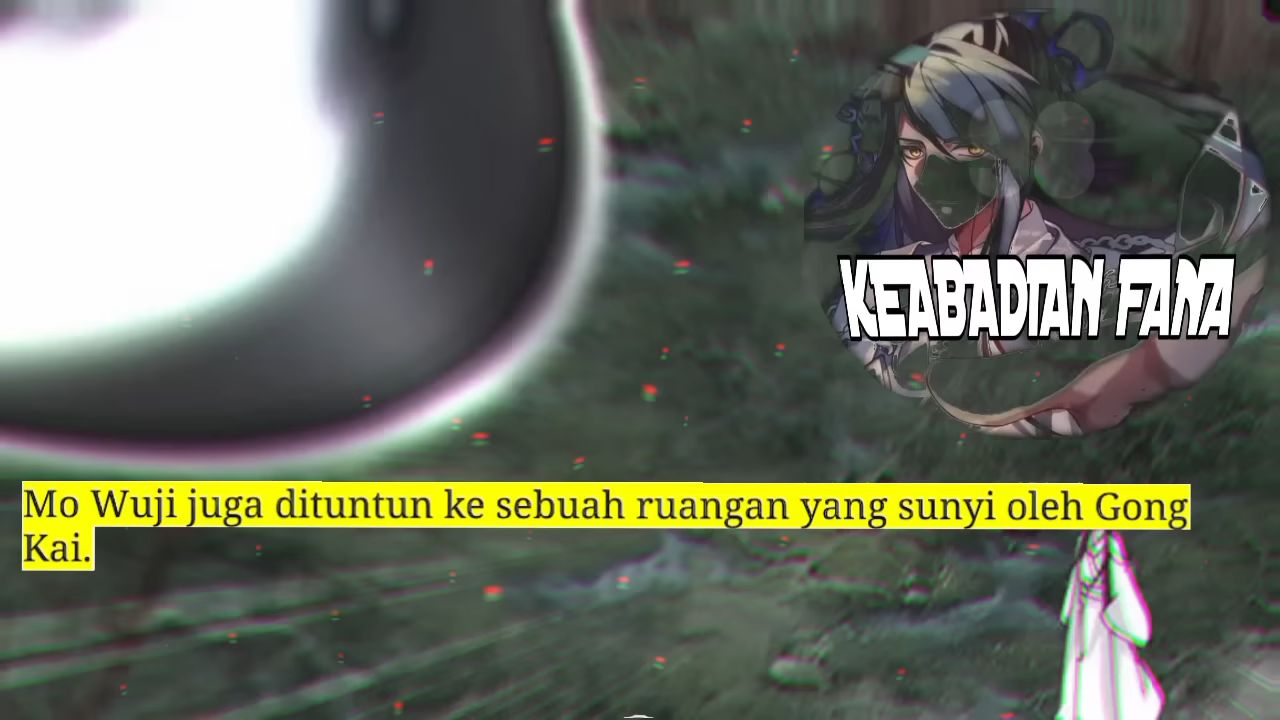 KEABADIAN FANA
Mo Wuji juga dituntun ke sebuah ruangan yang sunyi oleh Gong
Kai.